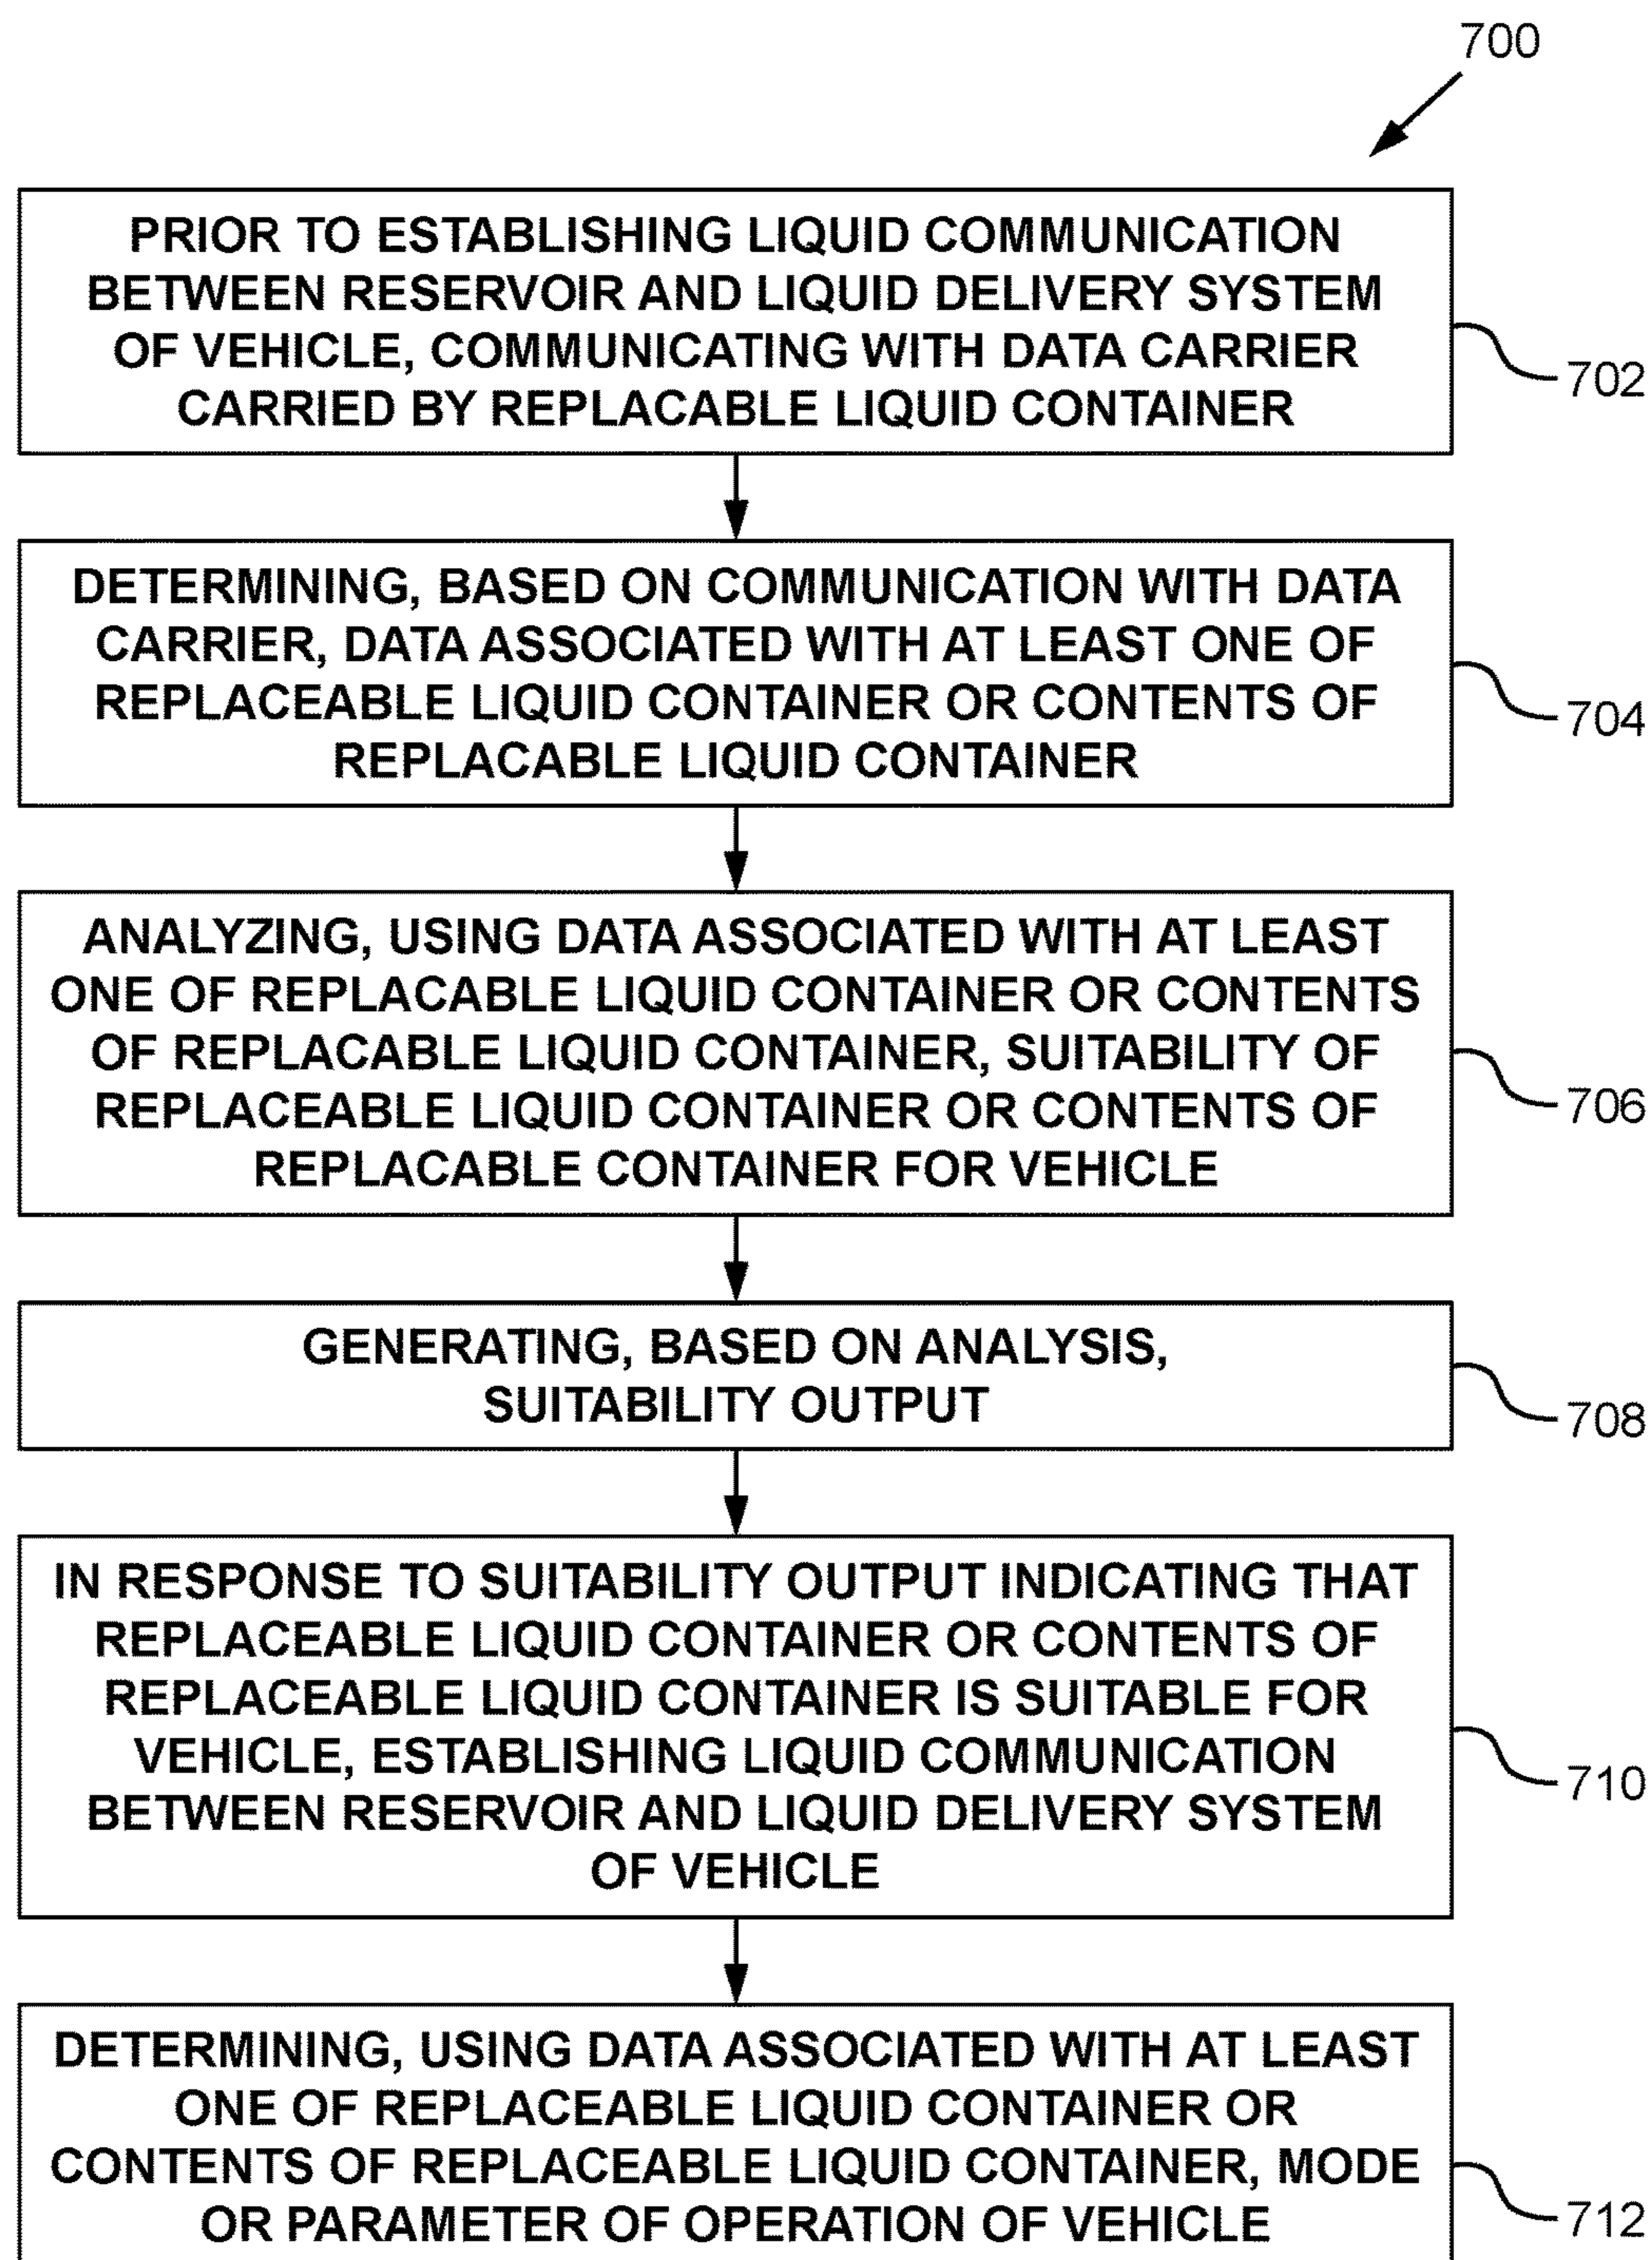 700
PRIOR TO ESTABLISHING LIQUID COMMUNICATION
BETWEEN RESERVOIR AND LIQUID DELIVERY SYSTEM
OF VEHICLE, COMMUNICATING WITH DATA CARRIER
CARRIED BY REPLACABLE LIQUID CONTAINER
702
DETERMINING, BASED ON COMMUNICATION WITH DATA
CARRIER, DATA ASSOCIATED WITH AT LEAST ONE OF
REPLACEABLE LIQUID CONTAINER OR CONTENTS OF
REPLACABLE LIQUID CONTAINER
704
ANALYZING, USING DATA ASSOCIATED WITH AT LEAST
ONE OF REPLACABLE LIQUID CONTAINER OR CONTENTS
OF REPLACABLE LIQUID CONTAINER, SUITABILITY OF
REPLACEABLE LIQUID CONTAINER OR CONTENTS OF
REPLACABLE CONTAINER FOR VEHICLE
706
GENERATING, BASED ON ANALYSIS,
SUITABILITY OUTPUT
708
IN RESPONSE TO SUITABILITY OUTPUT INDICATING THAT
REPLACEABLE LIQUID CONTAINER OR CONTENTS OF
REPLACEABLE LIQUID CONTAINER IS SUITABLE FOR
VEHICLE, ESTABLISHING LIQUID COMMUNICATION
BETWEEN RESERVOIR AND LIQUID DELIVERY SYSTEM
OF VEHICLE
710
DETERMINING, USING DATA ASSOCIATED WITH AT LEAST
ONE OF REPLACEABLE LIQUID CONTAINER OR
CONTENTS OF REPLACEABLE LIQUID CONTAINER, MODE
OR PARAMETER OF OPERATION OF VEHICLE
712